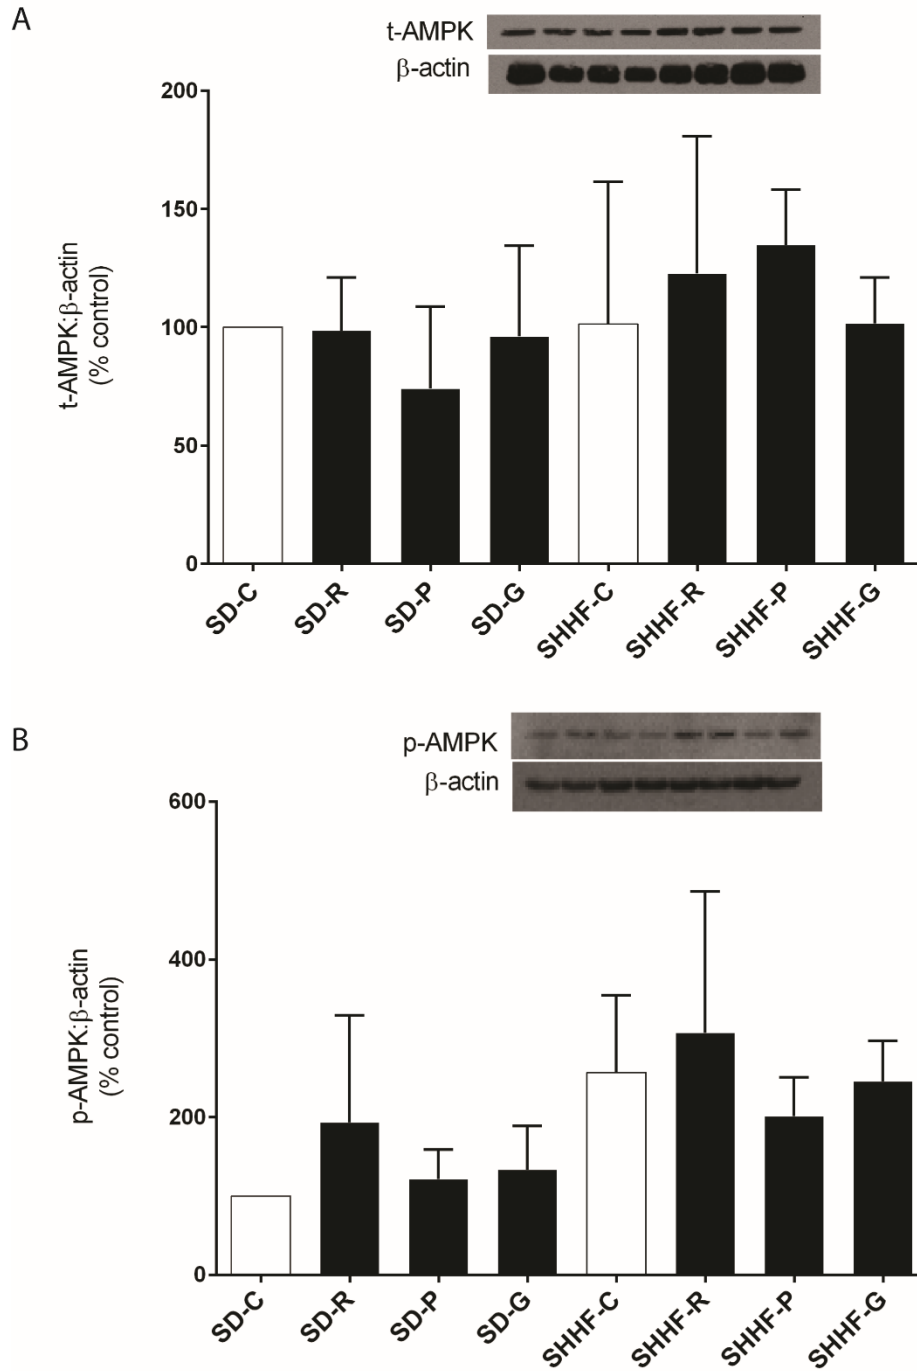 A
t-AMPK
β-actin
200
150
100
50
0
t-AMPK:β-actin
(% control)
SD-C
SD-R
SD-P
SD-G
SHHF-C
SHHF-R
SHHF-P
SHHF-G
B
p-AMPK
β-actin
600
400
200
0
p-AMPK:β-actin
(% control)
SD-C
SD-R
SD-P
SD-G
SHHF-C
SHHF-R
SHHF-P
SHHF-G